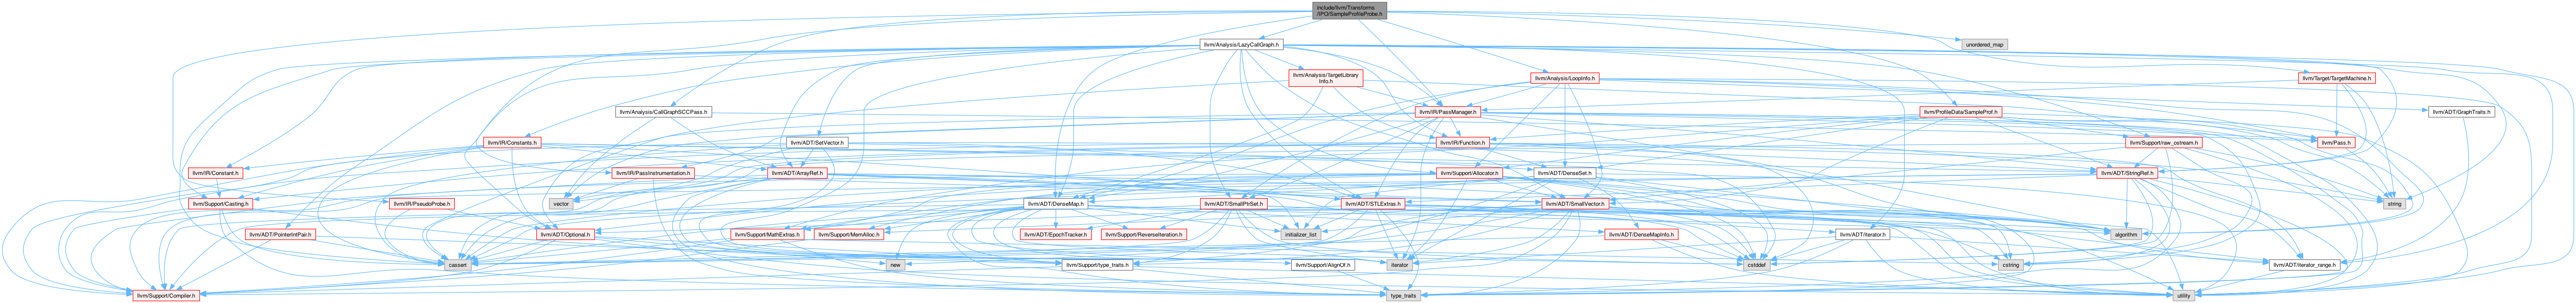 include/llvm/Transforms
/IPO/SampleProfileProbe.h
llvm/Analysis/LazyCallGraph.h
unordered_map
llvm/Analysis/TargetLibrary
Info.h
llvm/Analysis/LoopInfo.h
llvm/Target/TargetMachine.h
llvm/Analysis/CallGraphSCCPass.h
llvm/IR/PassManager.h
llvm/ProfileData/SampleProf.h
llvm/ADT/GraphTraits.h
llvm/IR/Constants.h
llvm/ADT/SetVector.h
llvm/IR/Function.h
llvm/Support/raw_ostream.h
llvm/Pass.h
llvm/IR/Constant.h
llvm/IR/PassInstrumentation.h
llvm/ADT/ArrayRef.h
llvm/Support/Allocator.h
llvm/ADT/DenseSet.h
llvm/ADT/StringRef.h
llvm/Support/Casting.h
llvm/IR/PseudoProbe.h
vector
llvm/ADT/DenseMap.h
llvm/ADT/SmallPtrSet.h
llvm/ADT/STLExtras.h
llvm/ADT/SmallVector.h
string
llvm/ADT/PointerIntPair.h
llvm/ADT/Optional.h
llvm/Support/MathExtras.h
llvm/Support/MemAlloc.h
llvm/ADT/EpochTracker.h
llvm/Support/ReverseIteration.h
initializer_list
llvm/ADT/DenseMapInfo.h
llvm/ADT/iterator.h
algorithm
cassert
new
llvm/Support/type_traits.h
llvm/Support/AlignOf.h
iterator
cstddef
cstring
llvm/ADT/iterator_range.h
llvm/Support/Compiler.h
type_traits
utility